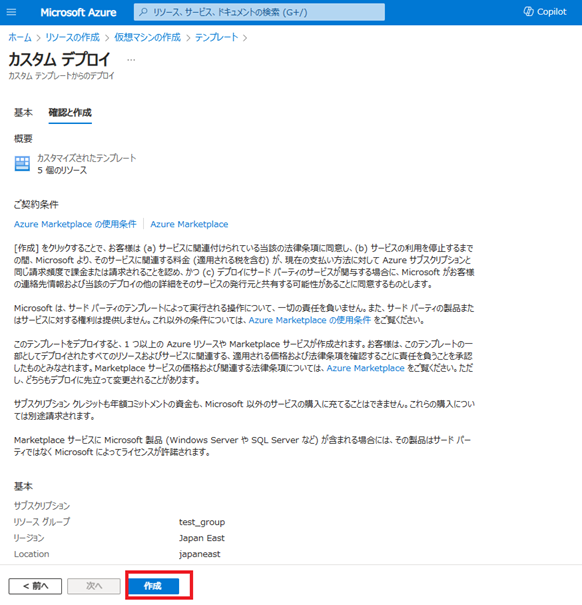 Microsoft Azure
リソース、サービス、ドキュメントの検索 (G+/)
Copilot
ホーム > リソースの作成 > 仮想マシンの作成 > テンプレート >
カスタム デプロイ ...
カスタム テンプレートからのデプロイ
基本 確認と作成
概要
カスタマイズされたテンプレート
5 個のリソース
ご契約条件
Azure Marketplace の使用条件 | Azure Marketplace
[作成] をクリックすることで、お客様は (a) サービスに関連付けられている当該の法律条項に同意し、(b) サービスの利用を停止するまで
の間、Microsoft より、そのサービスに関連する料金 (適用される税を含む) が、現在の支払い方法に対して Azure サブスクリプションと
同じ請求頻度で課金または請求されることを認め、かつ (c) デプロイにサード パーティのサービスが関与する場合に、Microsoft がお客様
の連絡先情報および当該のデプロイの他の詳細をそのサービスの発行元と共有する可能性があることに同意するものとします。
Microsoft は、サード パーティのテンプレートによって実行される操作について、一切の責任を負いません。また、サード パーティの製品また
はサービスに対する権利は提供しません。これ以外の条件については、Azure Marketplace の使用条件 をご覧ください。
このテンプレートをデプロイすると、1 つ以上の Azure リソースや Marketplace サービスが作成されます。お客様は、このテンプレートの一
部としてデプロイされたすべてのリソースおよびサービスに関連する、適用される価格および法律条項を確認することに責任を負うことを承認
したものとみなされます。Marketplace サービスの価格および関連する法律条項については、Azure Marketplace をご覧ください。ただ
し、どちらもデプロイに先立って変更されることがあります。
サブスクリプション クレジットも年額コミットメントの資金も、Microsoft 以外のサービスの購入に充てることはできません。これらの購入につい
ては別途請求されます。
Marketplace サービスに Microsoft 製品 (Windows Server や SQL Server など) が含まれる場合には、その製品はサード パー
ティではなく Microsoft によってライセンスが許諾されます。
基本
サブスクリプション
リソース グループ test_group
リージョン Japan East
Location japaneast
< 前へ 次へ 作成